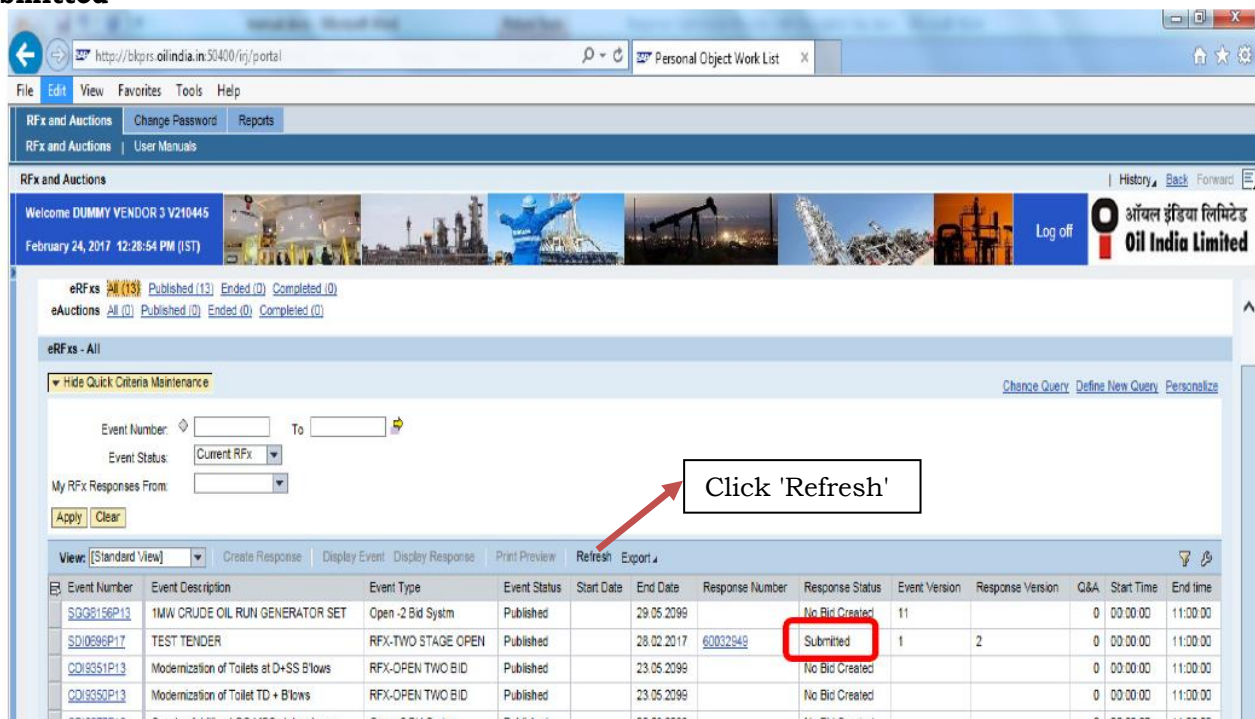 http://bkprs.oilindia.in:50400/irj/portal
Personal Object Work List
File Edit View Favorites Tools Help
RFx and Auctions Change Password Reports
RFx and Auctions | User Manuals
RFx and Auctions | History Back Forward
Welcome DUMMY VENDOR 3 V210445
February 24, 2017 12:28:54 PM (IST)
Log off
ऑयल इंडिया लिमिटेड
Oil India Limited
eRFxs All (13) Published (13) Ended (0) Completed (0)
eAuctions All (0) Published (0) Ended (0) Completed (0)
eRFxs - All
Hide Quick Criteria Maintenance Change Query Define New Query Personalize
Event Number: To
Event Status: Current RFx
My RFx Responses From:
Apply Clear
Click 'Refresh'
View: [Standard View] Create Response Display Event Display Response Print Preview Refresh Export
Event Number Event Description Event Type Event Status Start Date End Date Response Number Response Status Event Version Response Version Q&A Start Time End time
SGG8156P13 1MW CRUDE OIL RUN GENERATOR SET Open -2 Bid Systm Published 29.05.2099 No Bid Created 11 0 00:00:00 11:00:00
SDI0696P17 TEST TENDER RFX-TWO STAGE OPEN Published 28.02.2017 60032949 Submitted 1 2 0 00:00:00 11:00:00
CDI9351P13 Modernization of Toilets at D+SS B'lows RFX-OPEN TWO BID Published 23.05.2099 No Bid Created 0 00:00:00 11:00:00
CDI9350P13 Modernization of Toilet TD + B'lows RFX-OPEN TWO BID Published 23.05.2099 No Bid Created 0 00:00:00 11:00:00